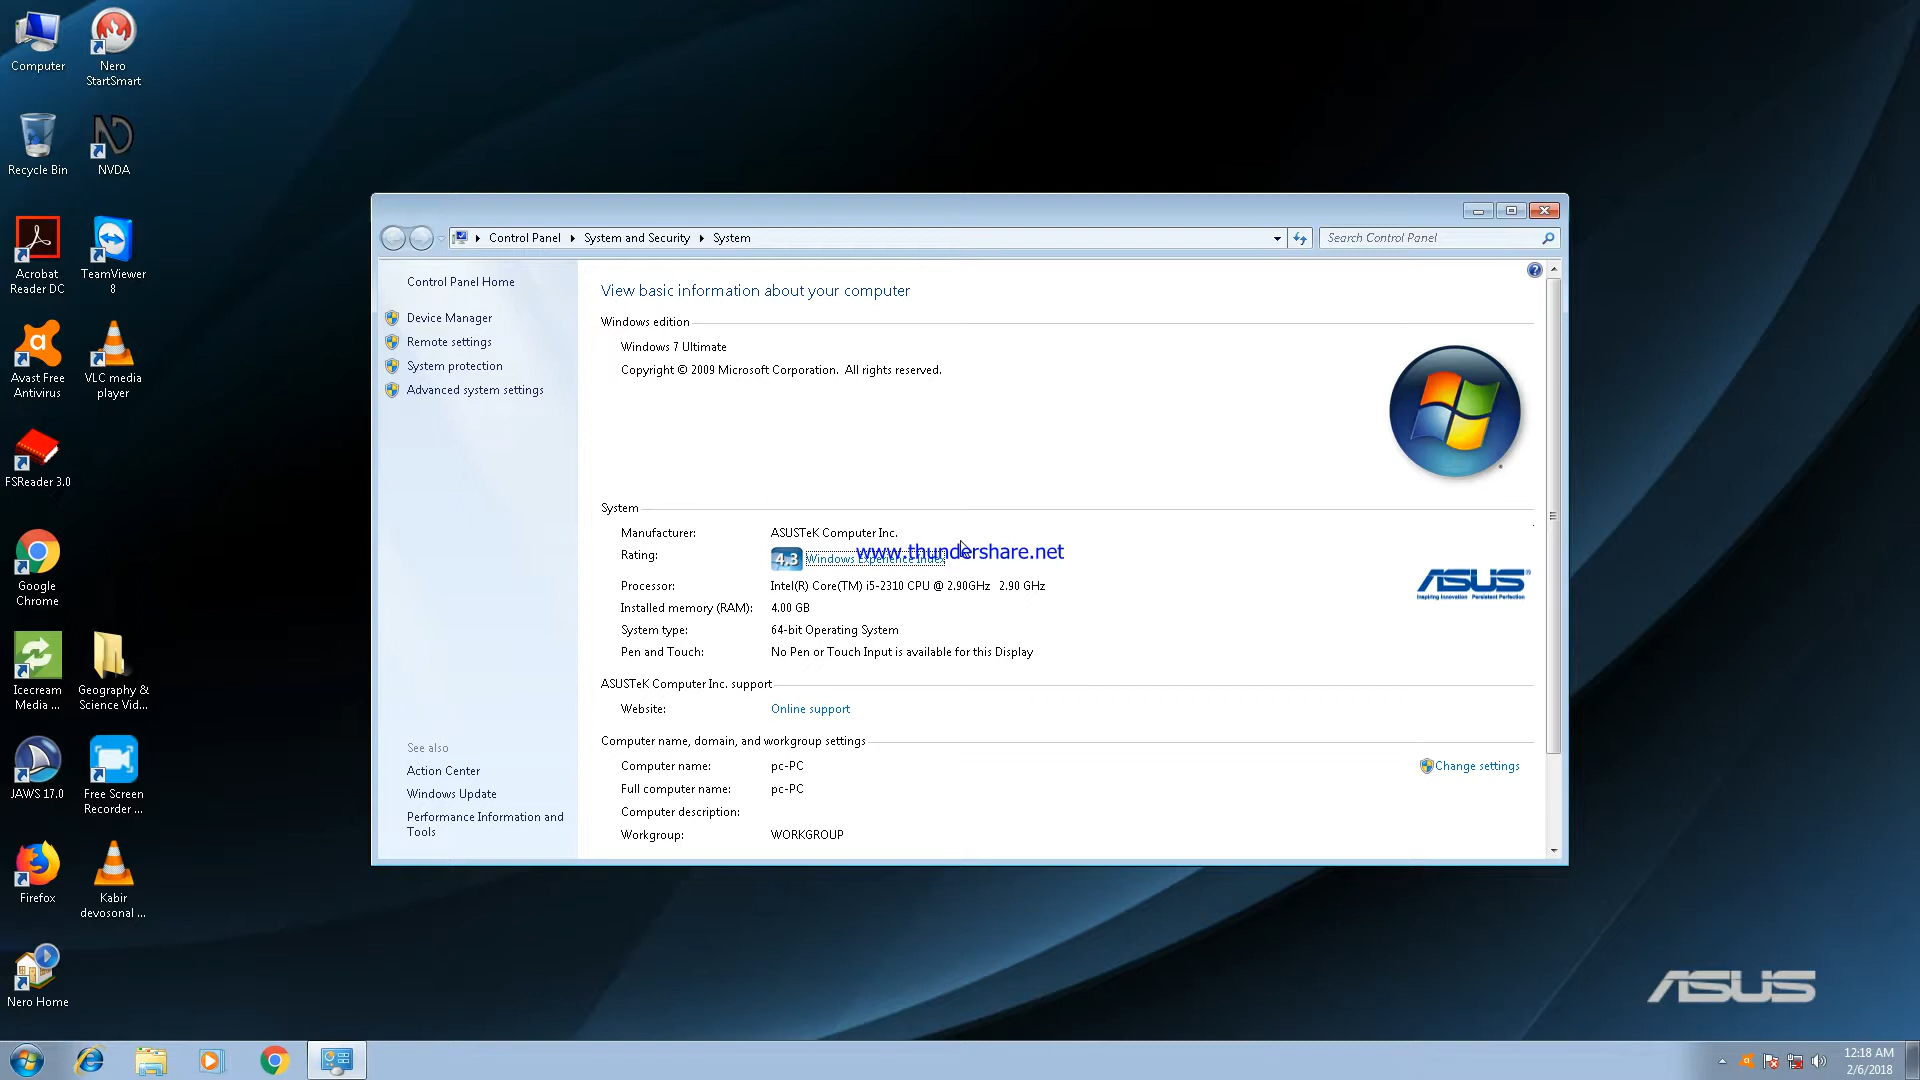 Computer
Nero
StartSmart
Recycle Bin
NVDA
Acrobat
Reader DC
TeamViewer
8
Avast Free
Antivirus
VLC media
player
FSReader 3.0
Google
Chrome
Icecream
Media ...
Geography &
Science Vid...
JAWS 17.0
Free Screen
Recorder ...
Firefox
Kabir
devosonal ...
Nero Home
Control Panel
System and Security
System
Search Control Panel
Control Panel Home
Device Manager
Remote settings
System protection
Advanced system settings
See also
Action Center
Windows Update
Performance Information and
Tools
View basic information about your computer
Windows edition
Windows 7 Ultimate
Copyright © 2009 Microsoft Corporation.  All rights reserved.
System
Manufacturer: ASUSTeK Computer Inc.
Rating: 4.3 Windows Experience Index
www.thundershare.net
Processor: Intel(R) Core(TM) i5-2310 CPU @ 2.90GHz   2.90 GHz
Installed memory (RAM): 4.00 GB
System type: 64-bit Operating System
Pen and Touch: No Pen or Touch Input is available for this Display
ASUS
Inspiring Innovation  Persistent Perfection
ASUSTeK Computer Inc. support
Website: Online support
Computer name, domain, and workgroup settings
Computer name: pc-PC
Change settings
Full computer name: pc-PC
Computer description:
Workgroup: WORKGROUP
ASUS
12:18 AM
2/6/2018